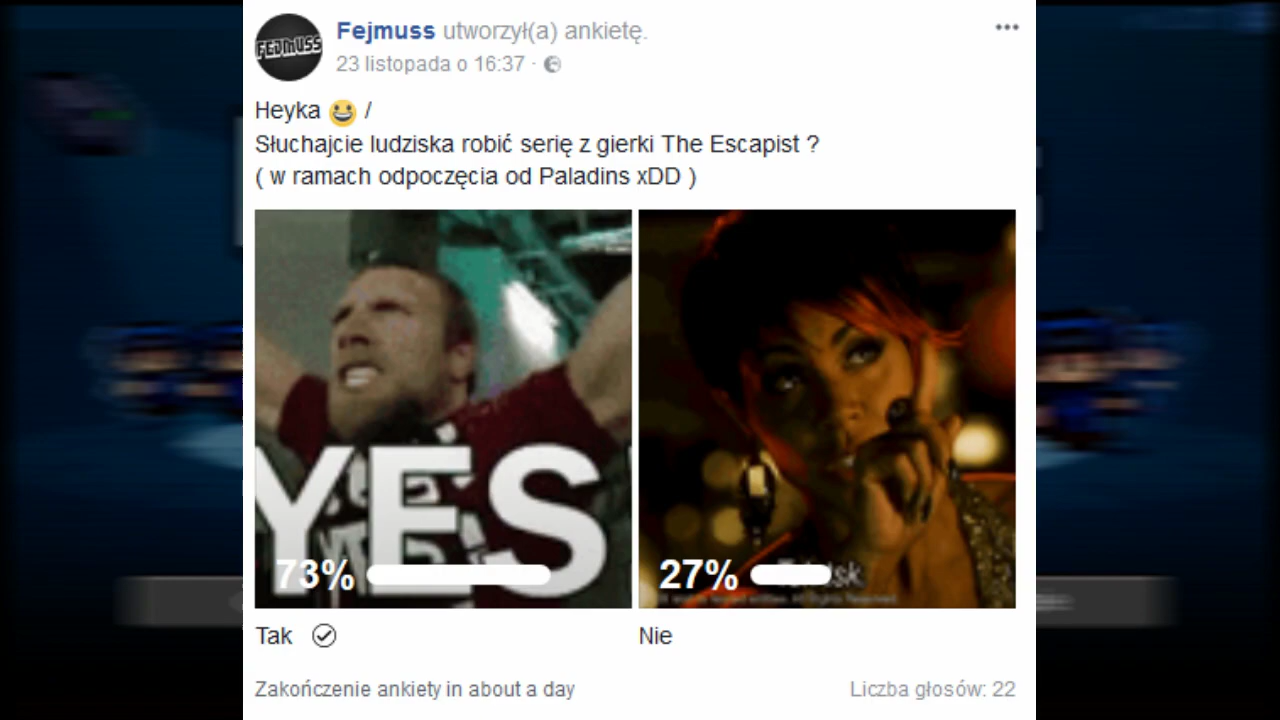 FEJMUSS
Fejmuss utworzył(a) ankietę.
23 listopada o 16:37 ·
Heyka 😀 /
Słuchajcie ludziska robić serię z gierki The Escapist ?
( w ramach odpoczęcia od Paladins xDD )
YES
73%
27%
Tak
Nie
Zakończenie ankiety in about a day
Liczba głosów: 22